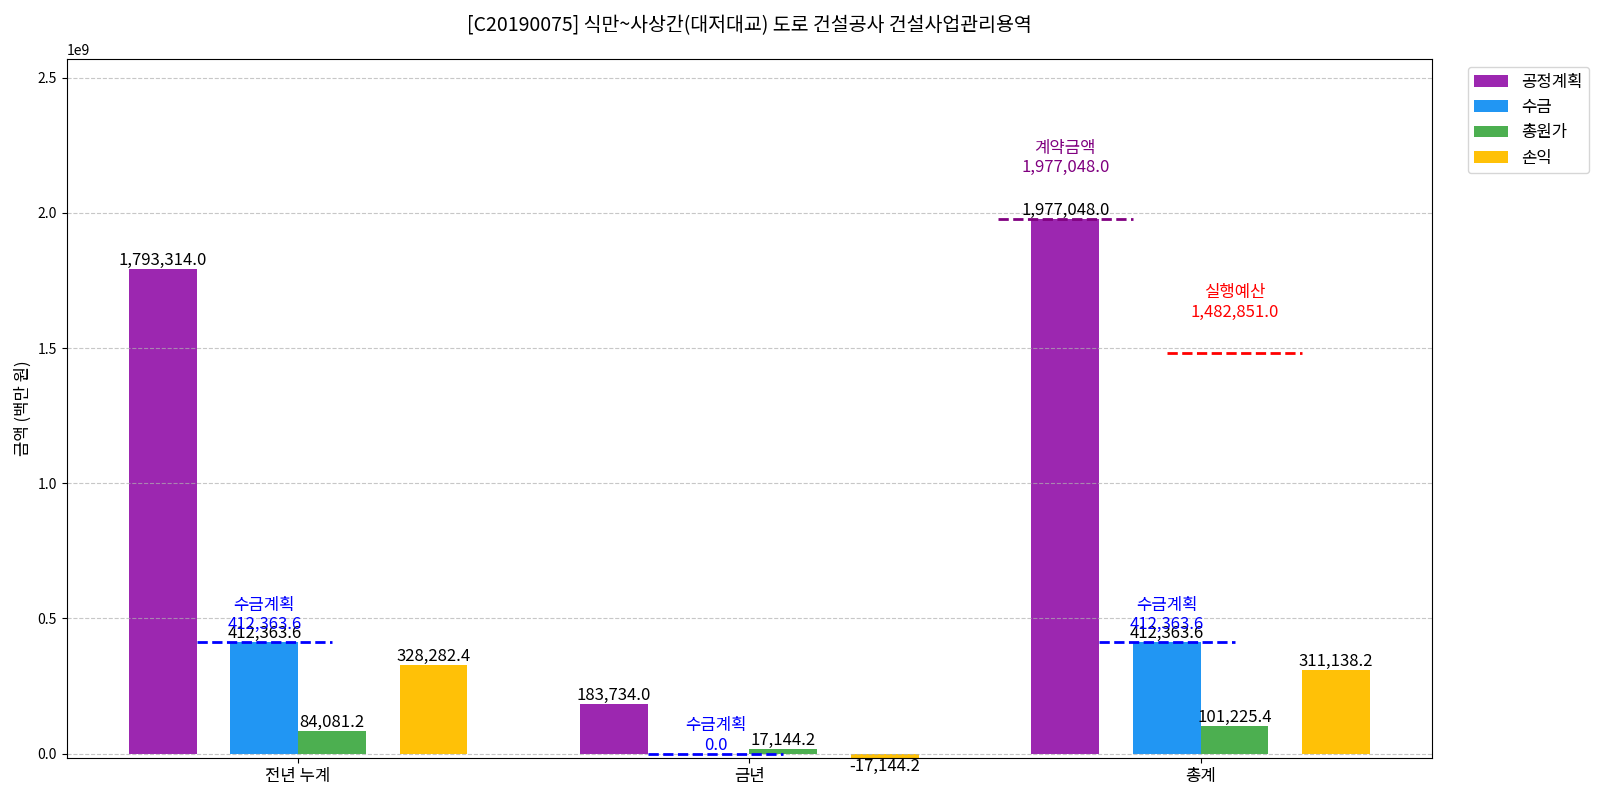 [C20190075] 식만~사상간(대저대교) 도로 건설공사 건설사업관리용역
1e9
2.5
2.0
1.5
1.0
0.5
0.0
금액 (백만 원)
공정계획
수금
총원가
손익
계약금액
1,977,048.0
1,977,048.0
1,793,314.0
실행예산
1,482,851.0
수금계획
412,363.6
412,363.6
328,282.4
84,081.2
183,734.0
수금계획
0.0
17,144.2
-17,144.2
수금계획
412,363.6
412,363.6
311,138.2
101,225.4
전년 누계
금년
총계